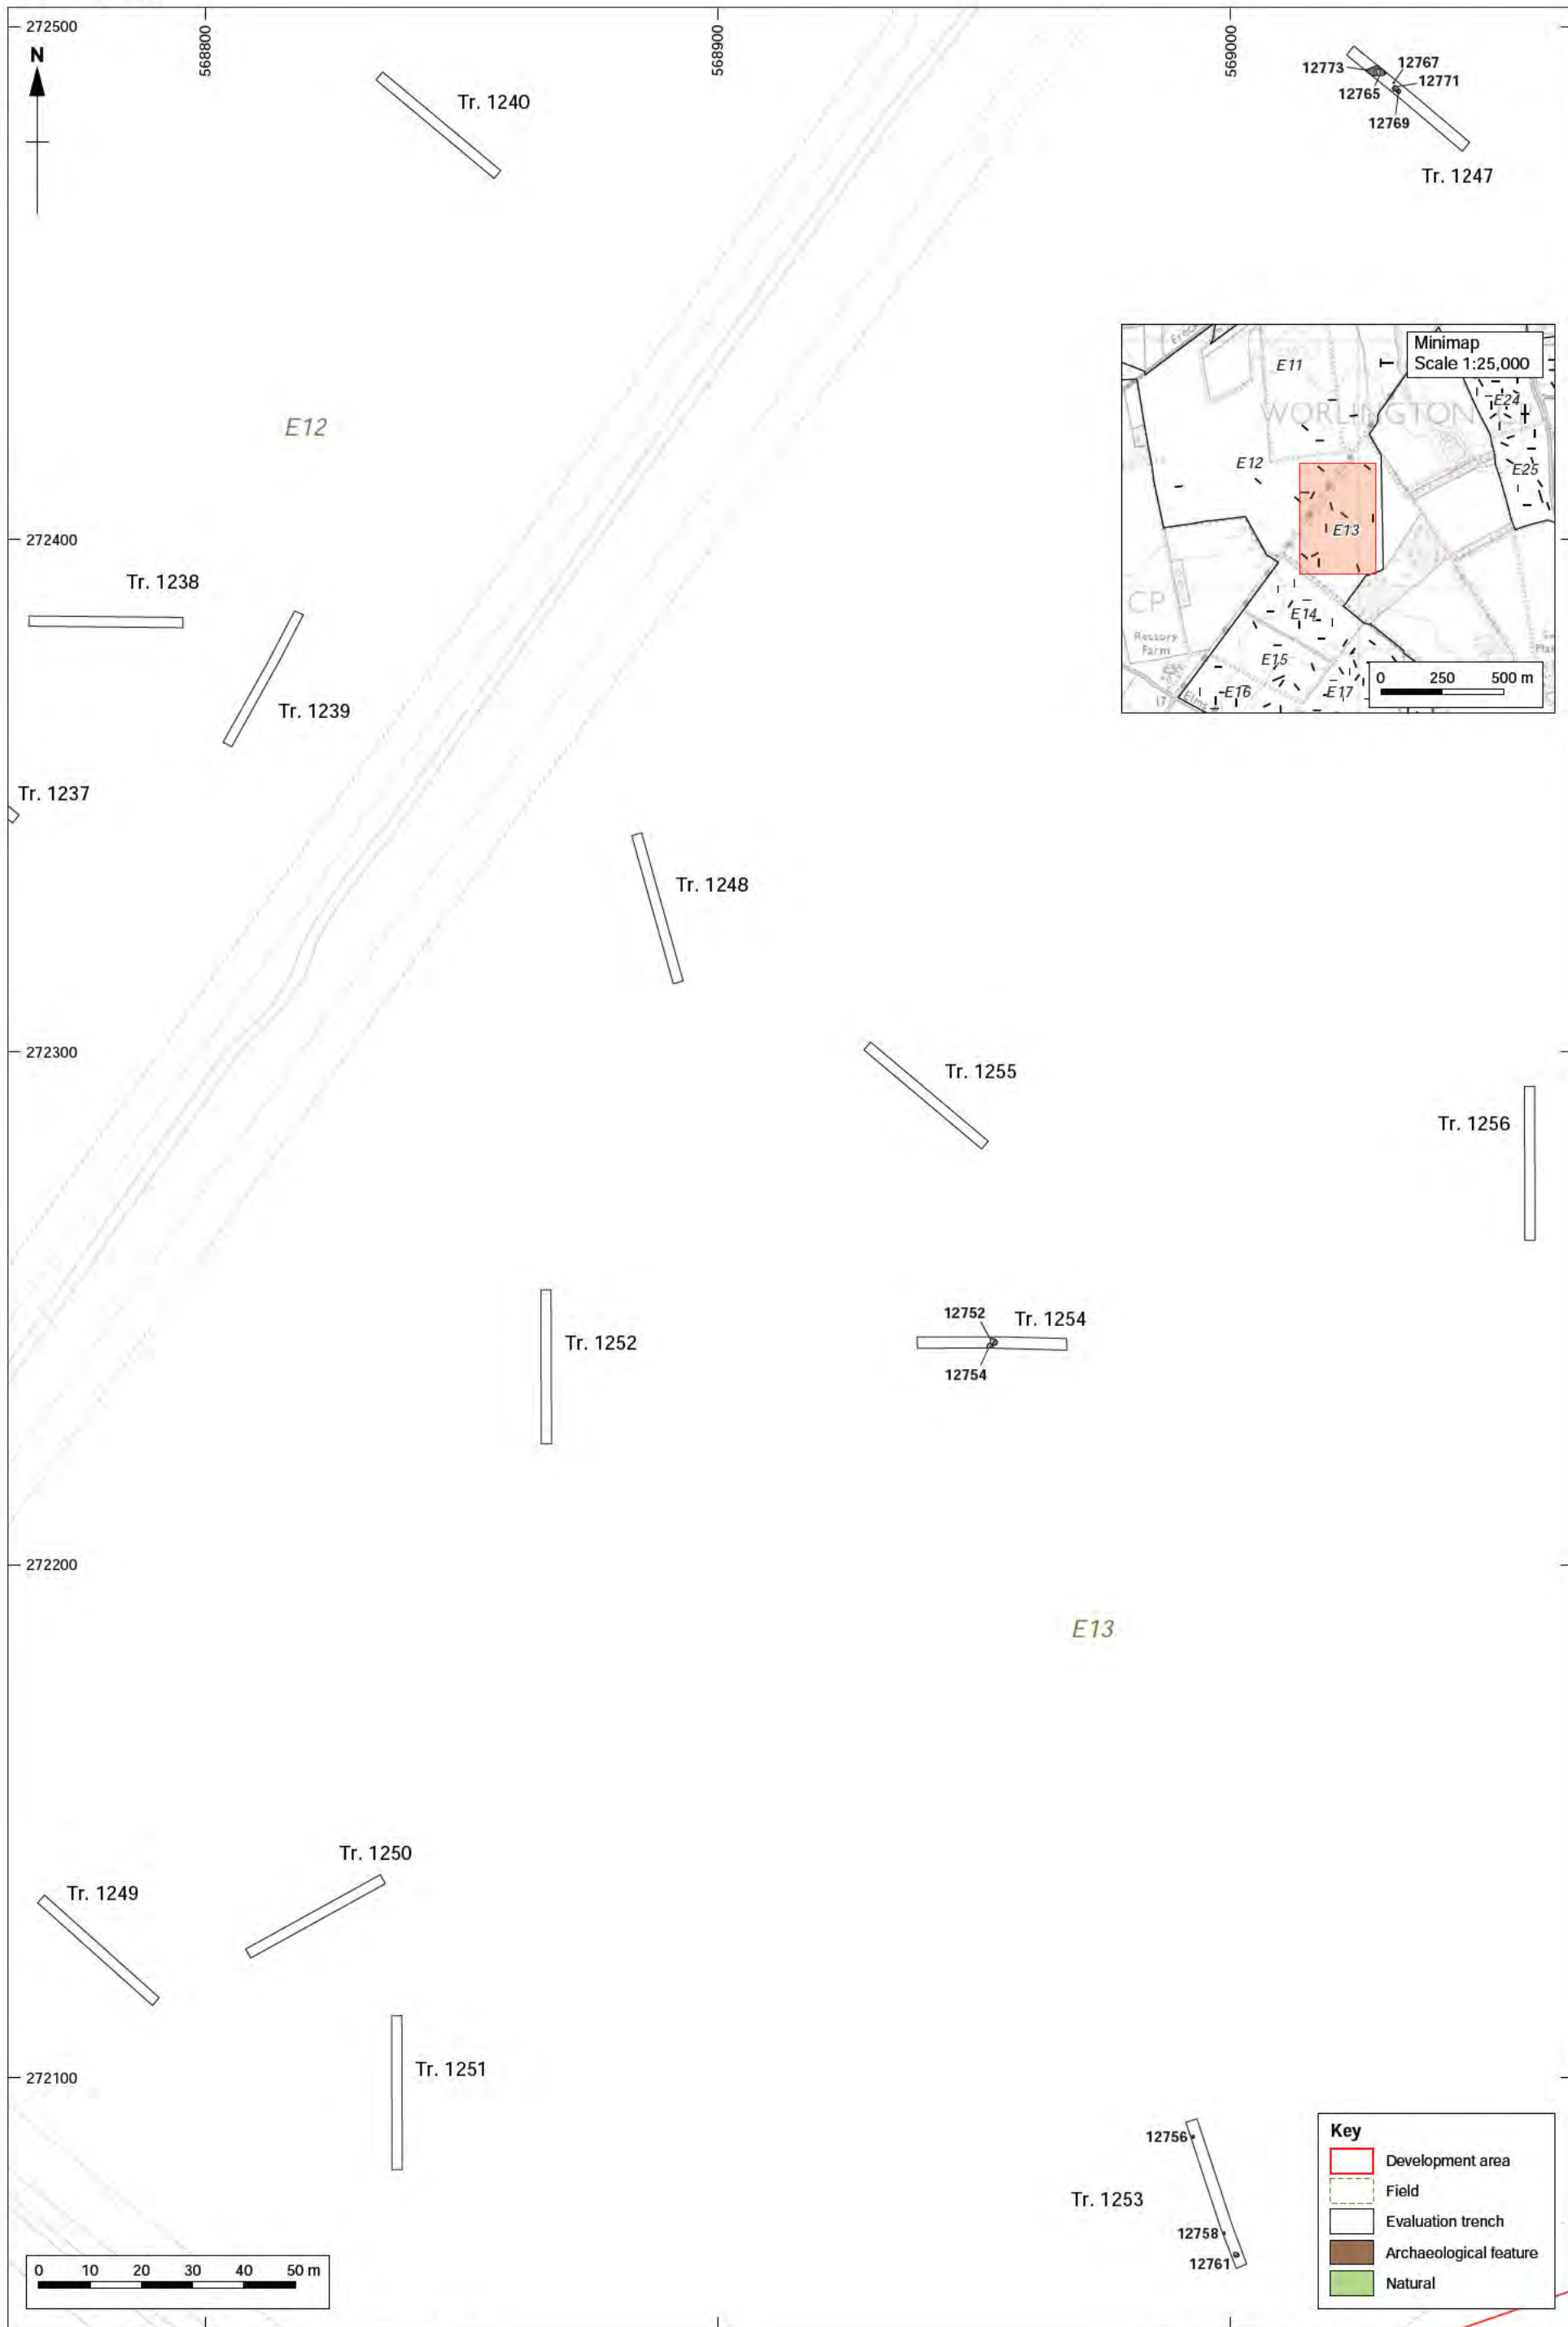 272500
568800
568900
569000
N
Tr. 1240
12773
12767
12771
12765
12769
Tr. 1247
Minimap
Scale 1:25,000
E11
WORLINGTON
E24
E12
E25
E13
CP
E14
Rectory
Farm
E15
E16
E17
Elms
17
0 250 500 m
E12
272400
Tr. 1238
Tr. 1239
Tr. 1237
Tr. 1248
272300
Tr. 1255
Tr. 1256
12752
Tr. 1254
Tr. 1252
12754
272200
E13
Tr. 1250
Tr. 1249
272100
Tr. 1251
12756
Tr. 1253
12758
12761
Key
Development area
Field
Evaluation trench
Archaeological feature
Natural
0 10 20 30 40 50 m